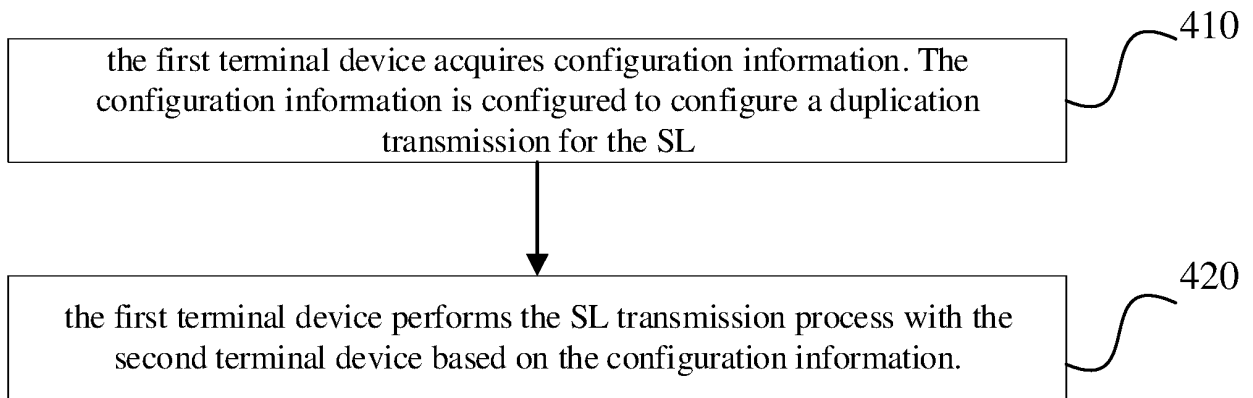 410
the first terminal device acquires configuration information. The
configuration information is configured to configure a duplication
transmission for the SL
420
the first terminal device performs the SL transmission process with the
second terminal device based on the configuration information.